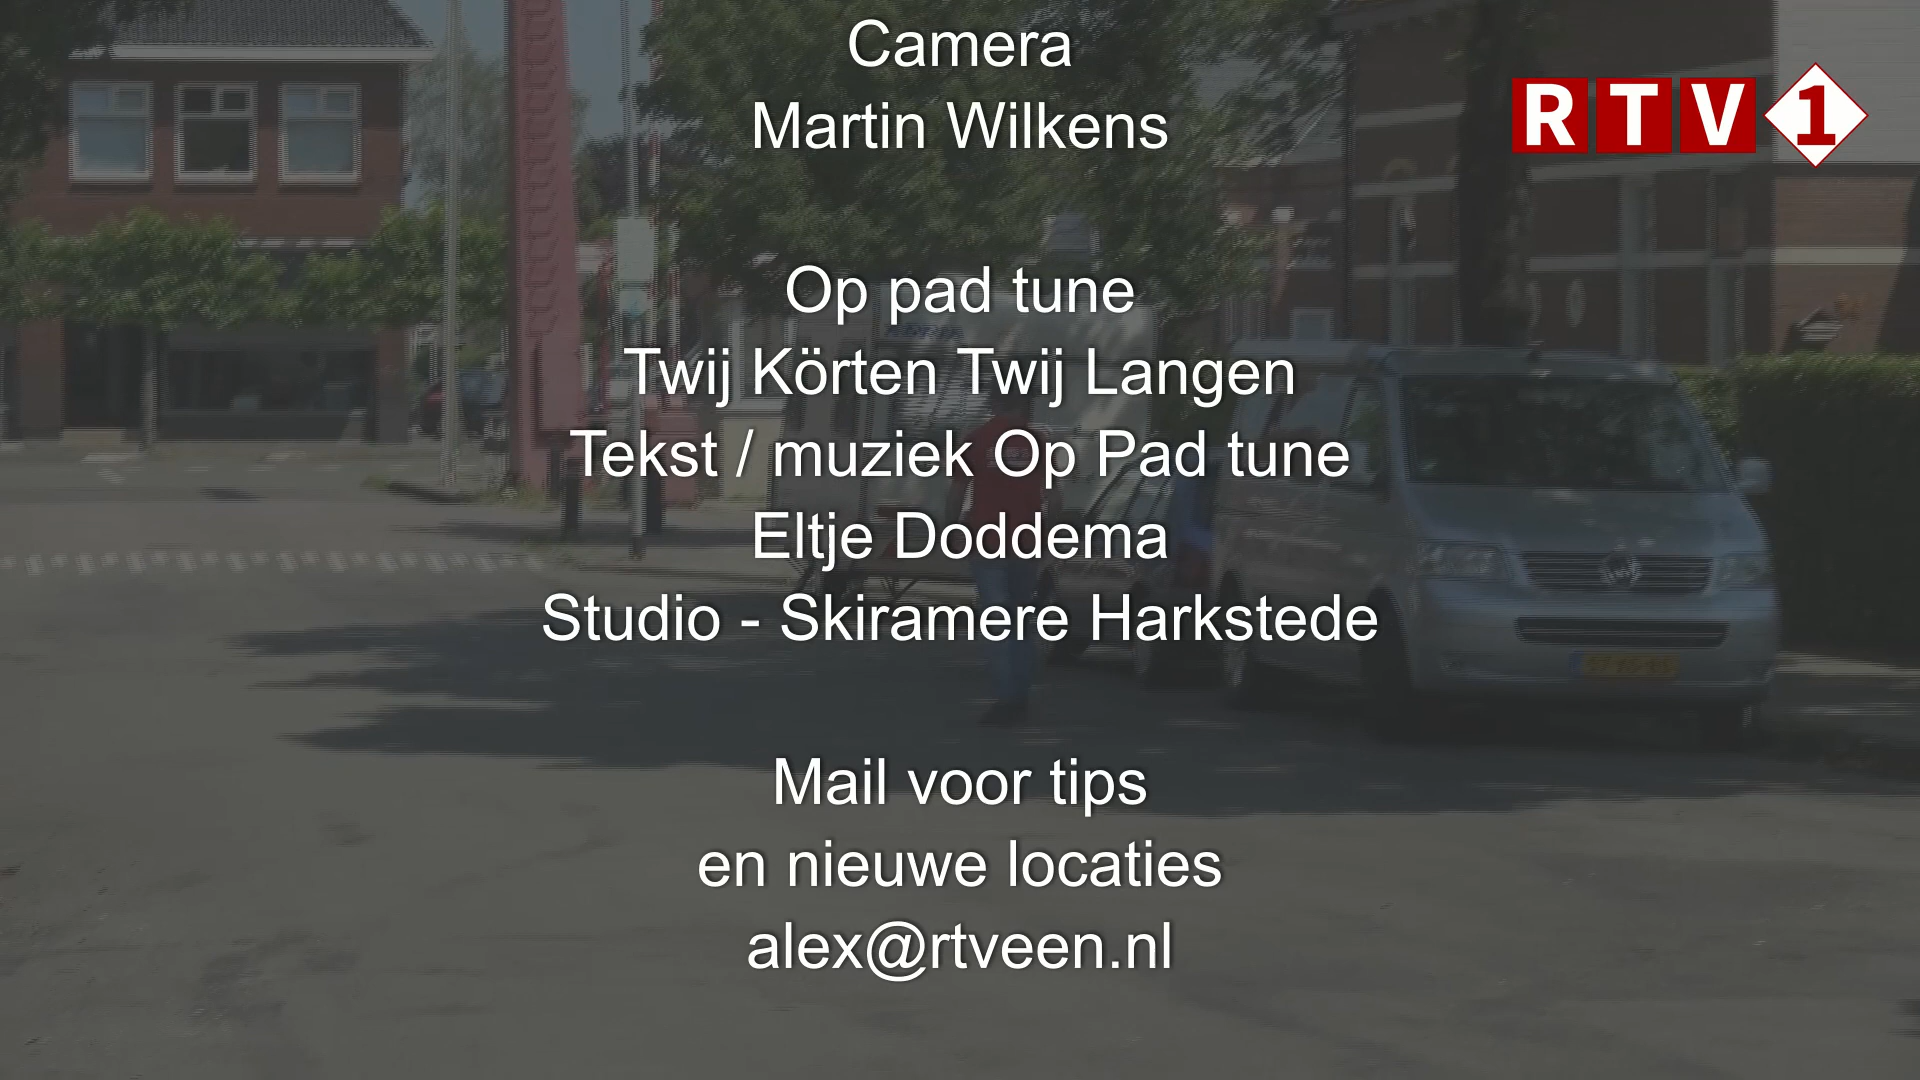 Camera
Martin Wilkens
RTV1
Op pad tune
Twij Körten Twij Langen
Tekst / muziek Op Pad tune
Eltje Doddema
Studio - Skiramere Harkstede
Mail voor tips
en nieuwe locaties
alex@rtveen.nl